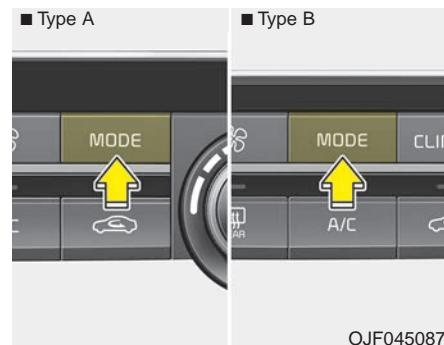 ■ Type A
■ Type B
MODE
MODE
A/C
OJF045087